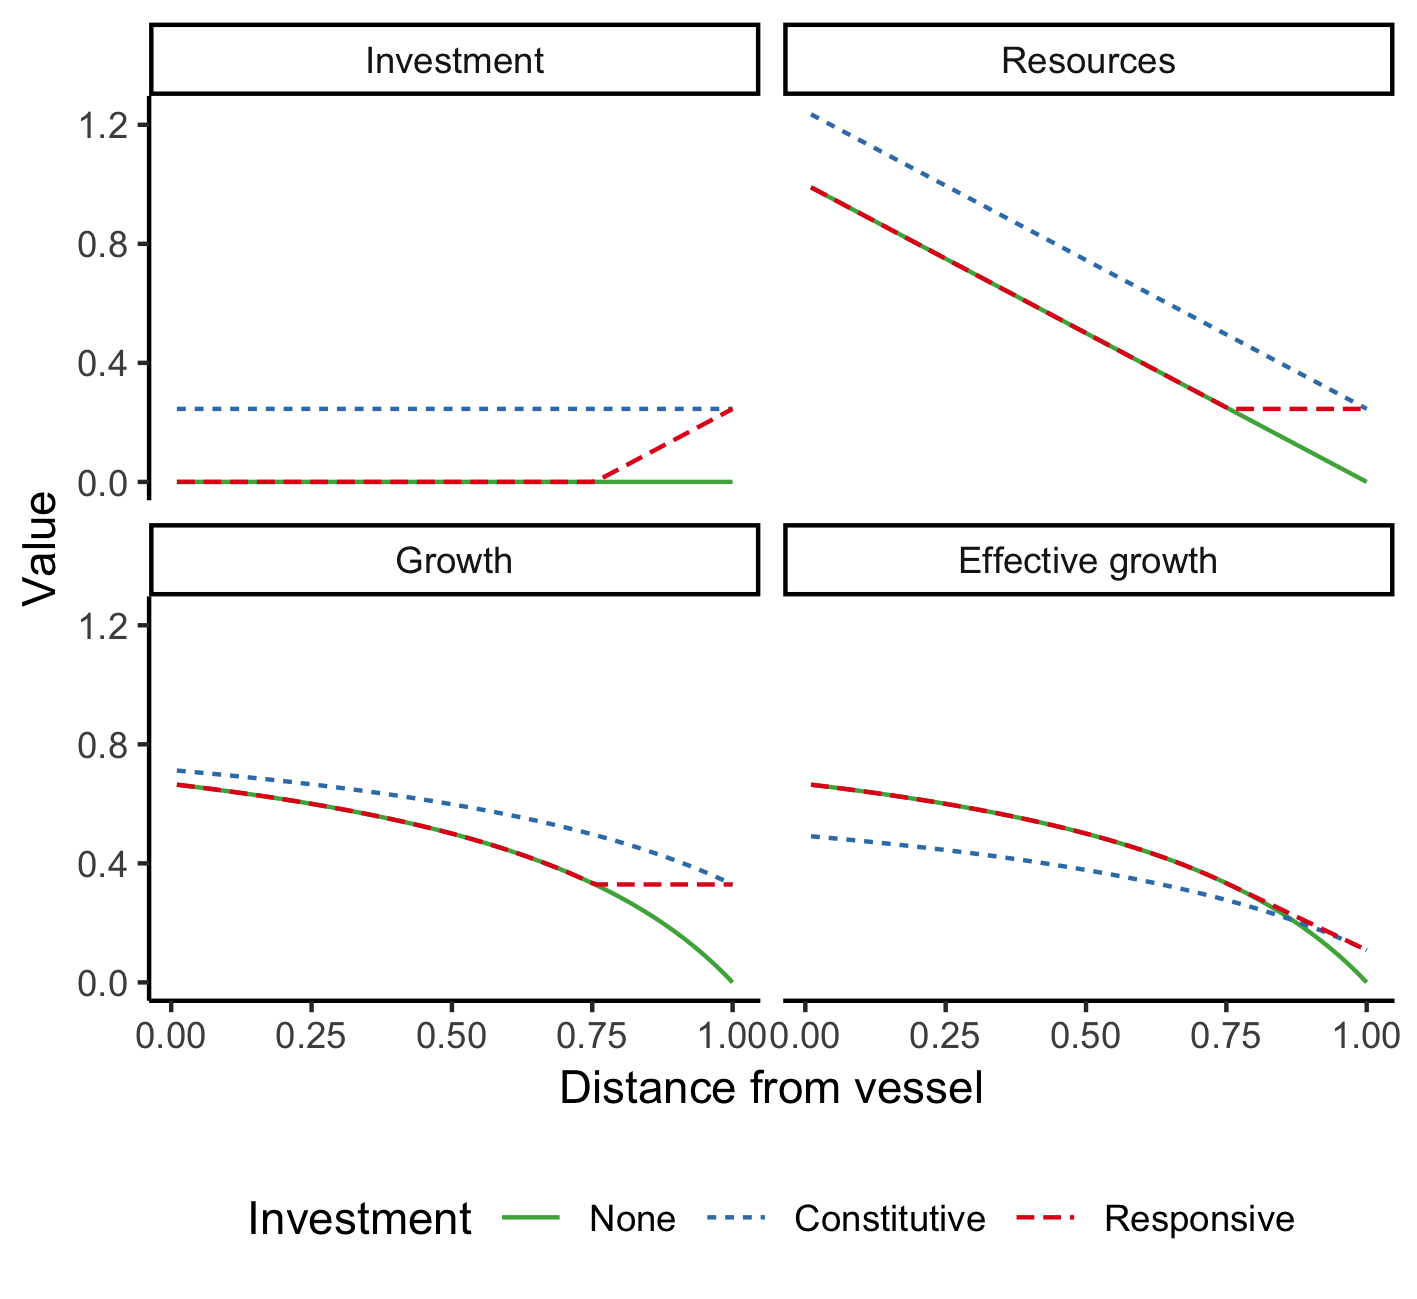 Investment
Resources
1.2
0.8
0.4
0.0
Value
Growth
Effective growth
1.2
0.8
0.4
0.0
0.00 0.25 0.50 0.75 1.00 0.00 0.25 0.50 0.75 1.00
Distance from vessel
Investment None Constitutive Responsive